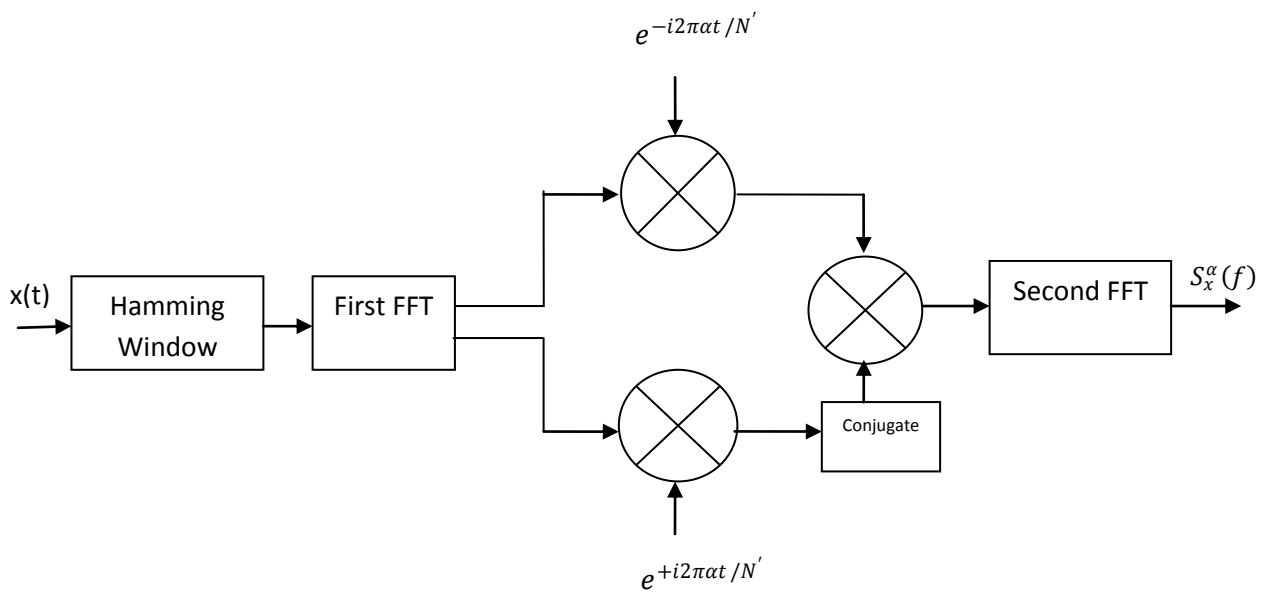 e^{-i2παt/N'}
x(t)
Hamming
Window
First FFT
Second FFT
S_x^α(f)
Conjugate
e^{+i2παt/N'}